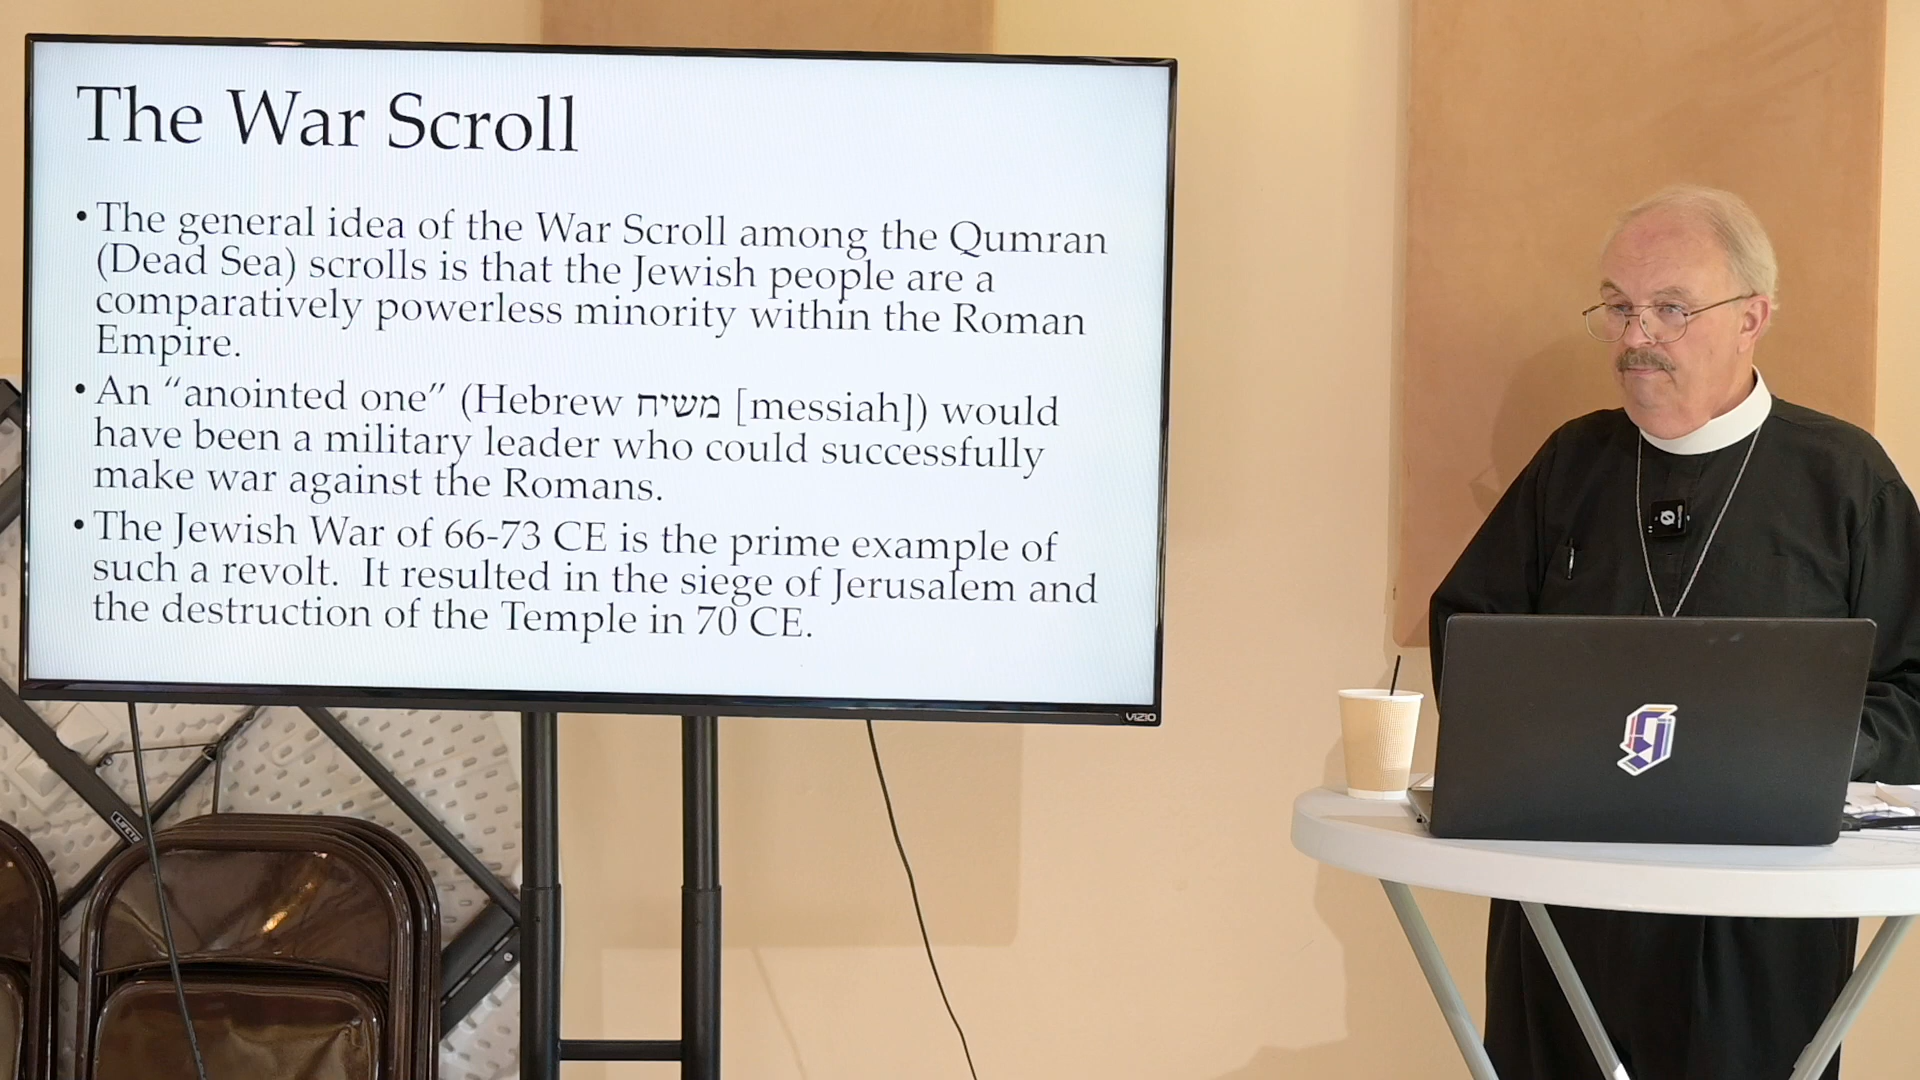 The War Scroll
• The general idea of the War Scroll among the Qumran
(Dead Sea) scrolls is that the Jewish people are a
comparatively powerless minority within the Roman
Empire.
• An “anointed one” (Hebrew משיח [messiah]) would
have been a military leader who could successfully
make war against the Romans.
• The Jewish War of 66-73 CE is the prime example of
such a revolt.  It resulted in the siege of Jerusalem and
the destruction of the Temple in 70 CE.
VIZIO